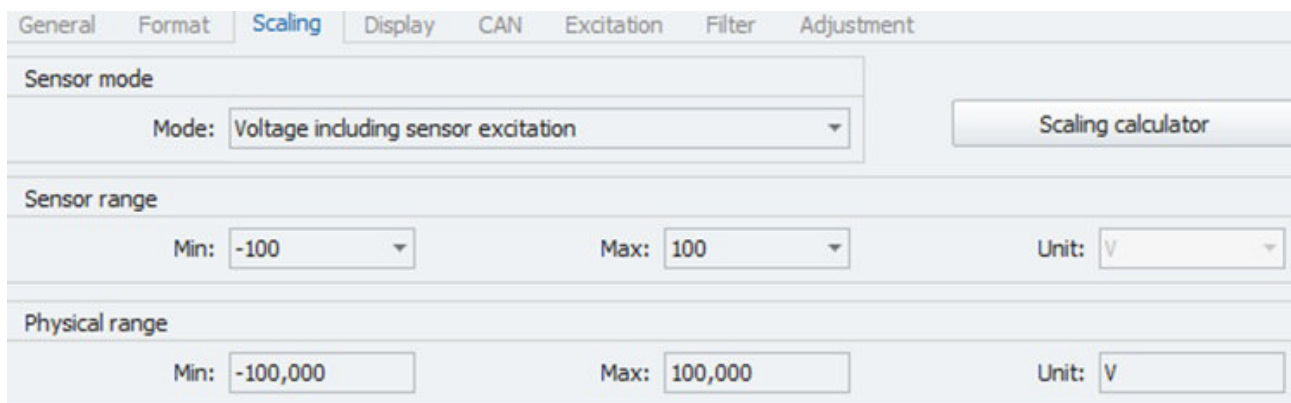 General Format Scaling Display CAN Excitation Filter Adjustment
Sensor mode
Mode: Voltage including sensor excitation Scaling calculator
Sensor range
Min: -100 Max: 100 Unit: V
Physical range
Min: -100,000 Max: 100,000 Unit: V